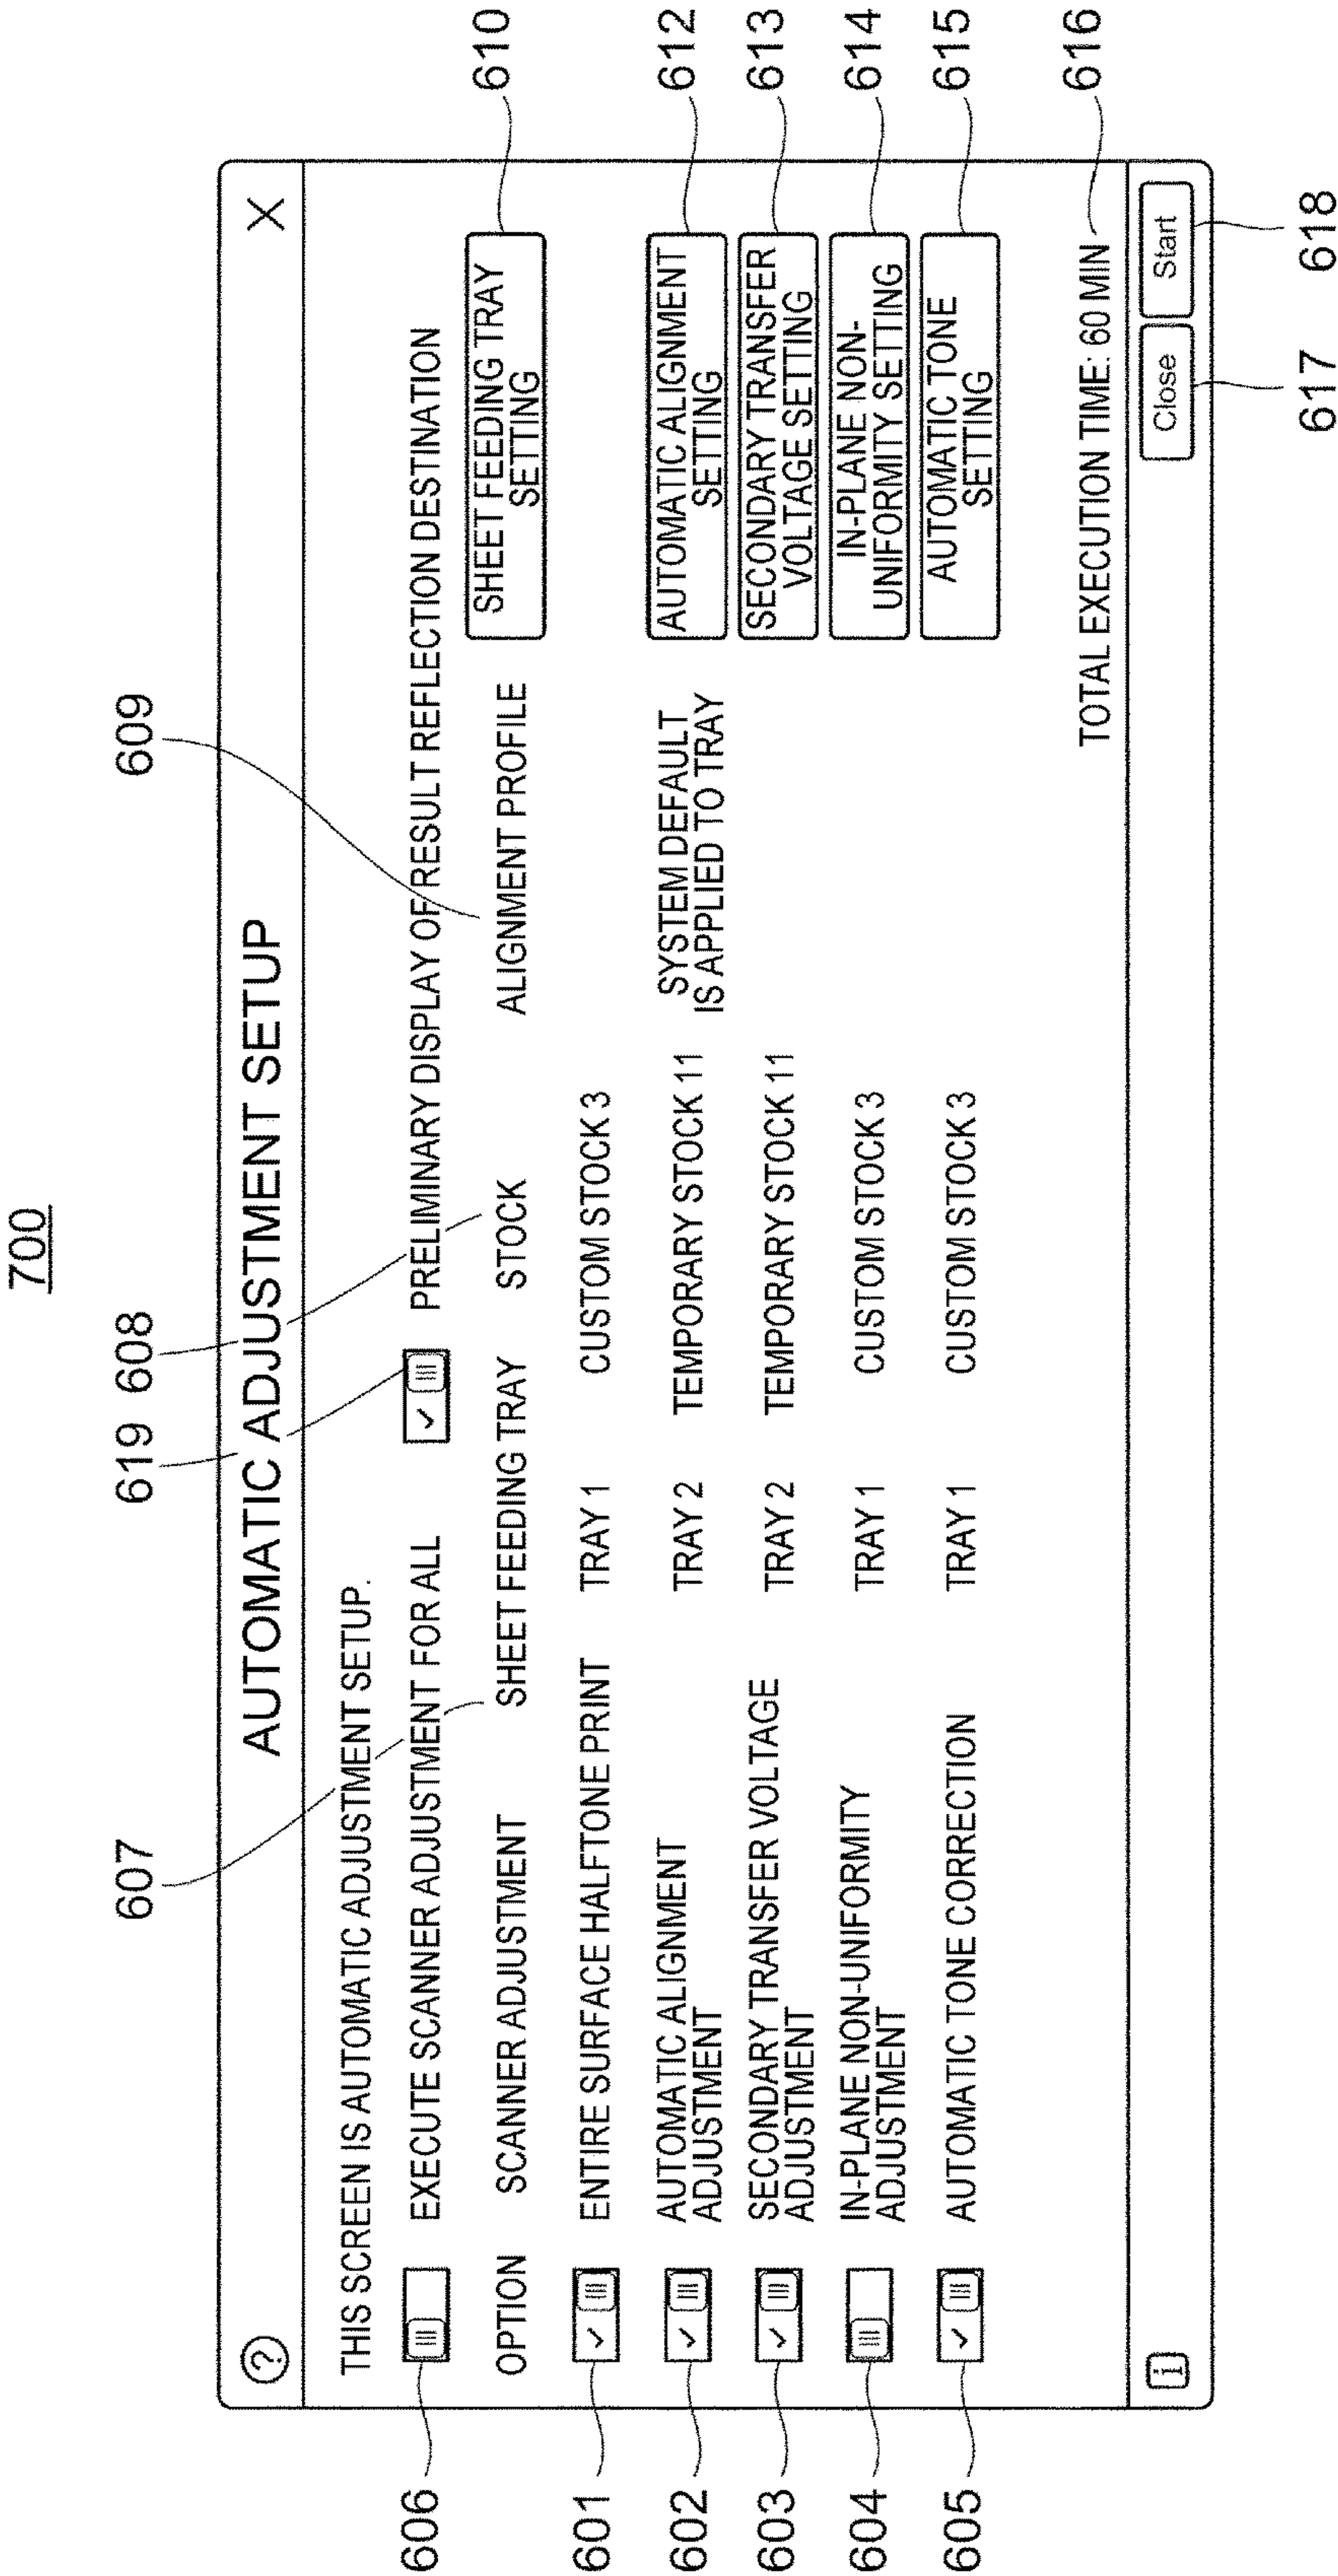 700
619 608
609
607
AUTOMATIC ADJUSTMENT SETUP
?
X
THIS SCREEN IS AUTOMATIC ADJUSTMENT SETUP.
606
EXECUTE SCANNER ADJUSTMENT FOR ALL
PRELIMINARY DISPLAY OF RESULT REFLECTION DESTINATION
OPTION SCANNER ADJUSTMENT SHEET FEEDING TRAY STOCK ALIGNMENT PROFILE
SHEET FEEDING TRAY
SETTING
610
601
ENTIRE SURFACE HALFTONE PRINT TRAY 1 CUSTOM STOCK 3
602
AUTOMATIC ALIGNMENT
ADJUSTMENT
TRAY 2 TEMPORARY STOCK 11
SYSTEM DEFAULT
IS APPLIED TO TRAY
AUTOMATIC ALIGNMENT
SETTING
612
603
SECONDARY TRANSFER VOLTAGE
ADJUSTMENT
TRAY 2 TEMPORARY STOCK 11
SECONDARY TRANSFER
VOLTAGE SETTING
613
604
IN-PLANE NON-UNIFORMITY
ADJUSTMENT
TRAY 1 CUSTOM STOCK 3
IN-PLANE NON-
UNIFORMITY SETTING
614
605
AUTOMATIC TONE CORRECTION TRAY 1 CUSTOM STOCK 3
AUTOMATIC TONE
SETTING
615
TOTAL EXECUTION TIME: 60 MIN
616
i
Close
Start
617
618